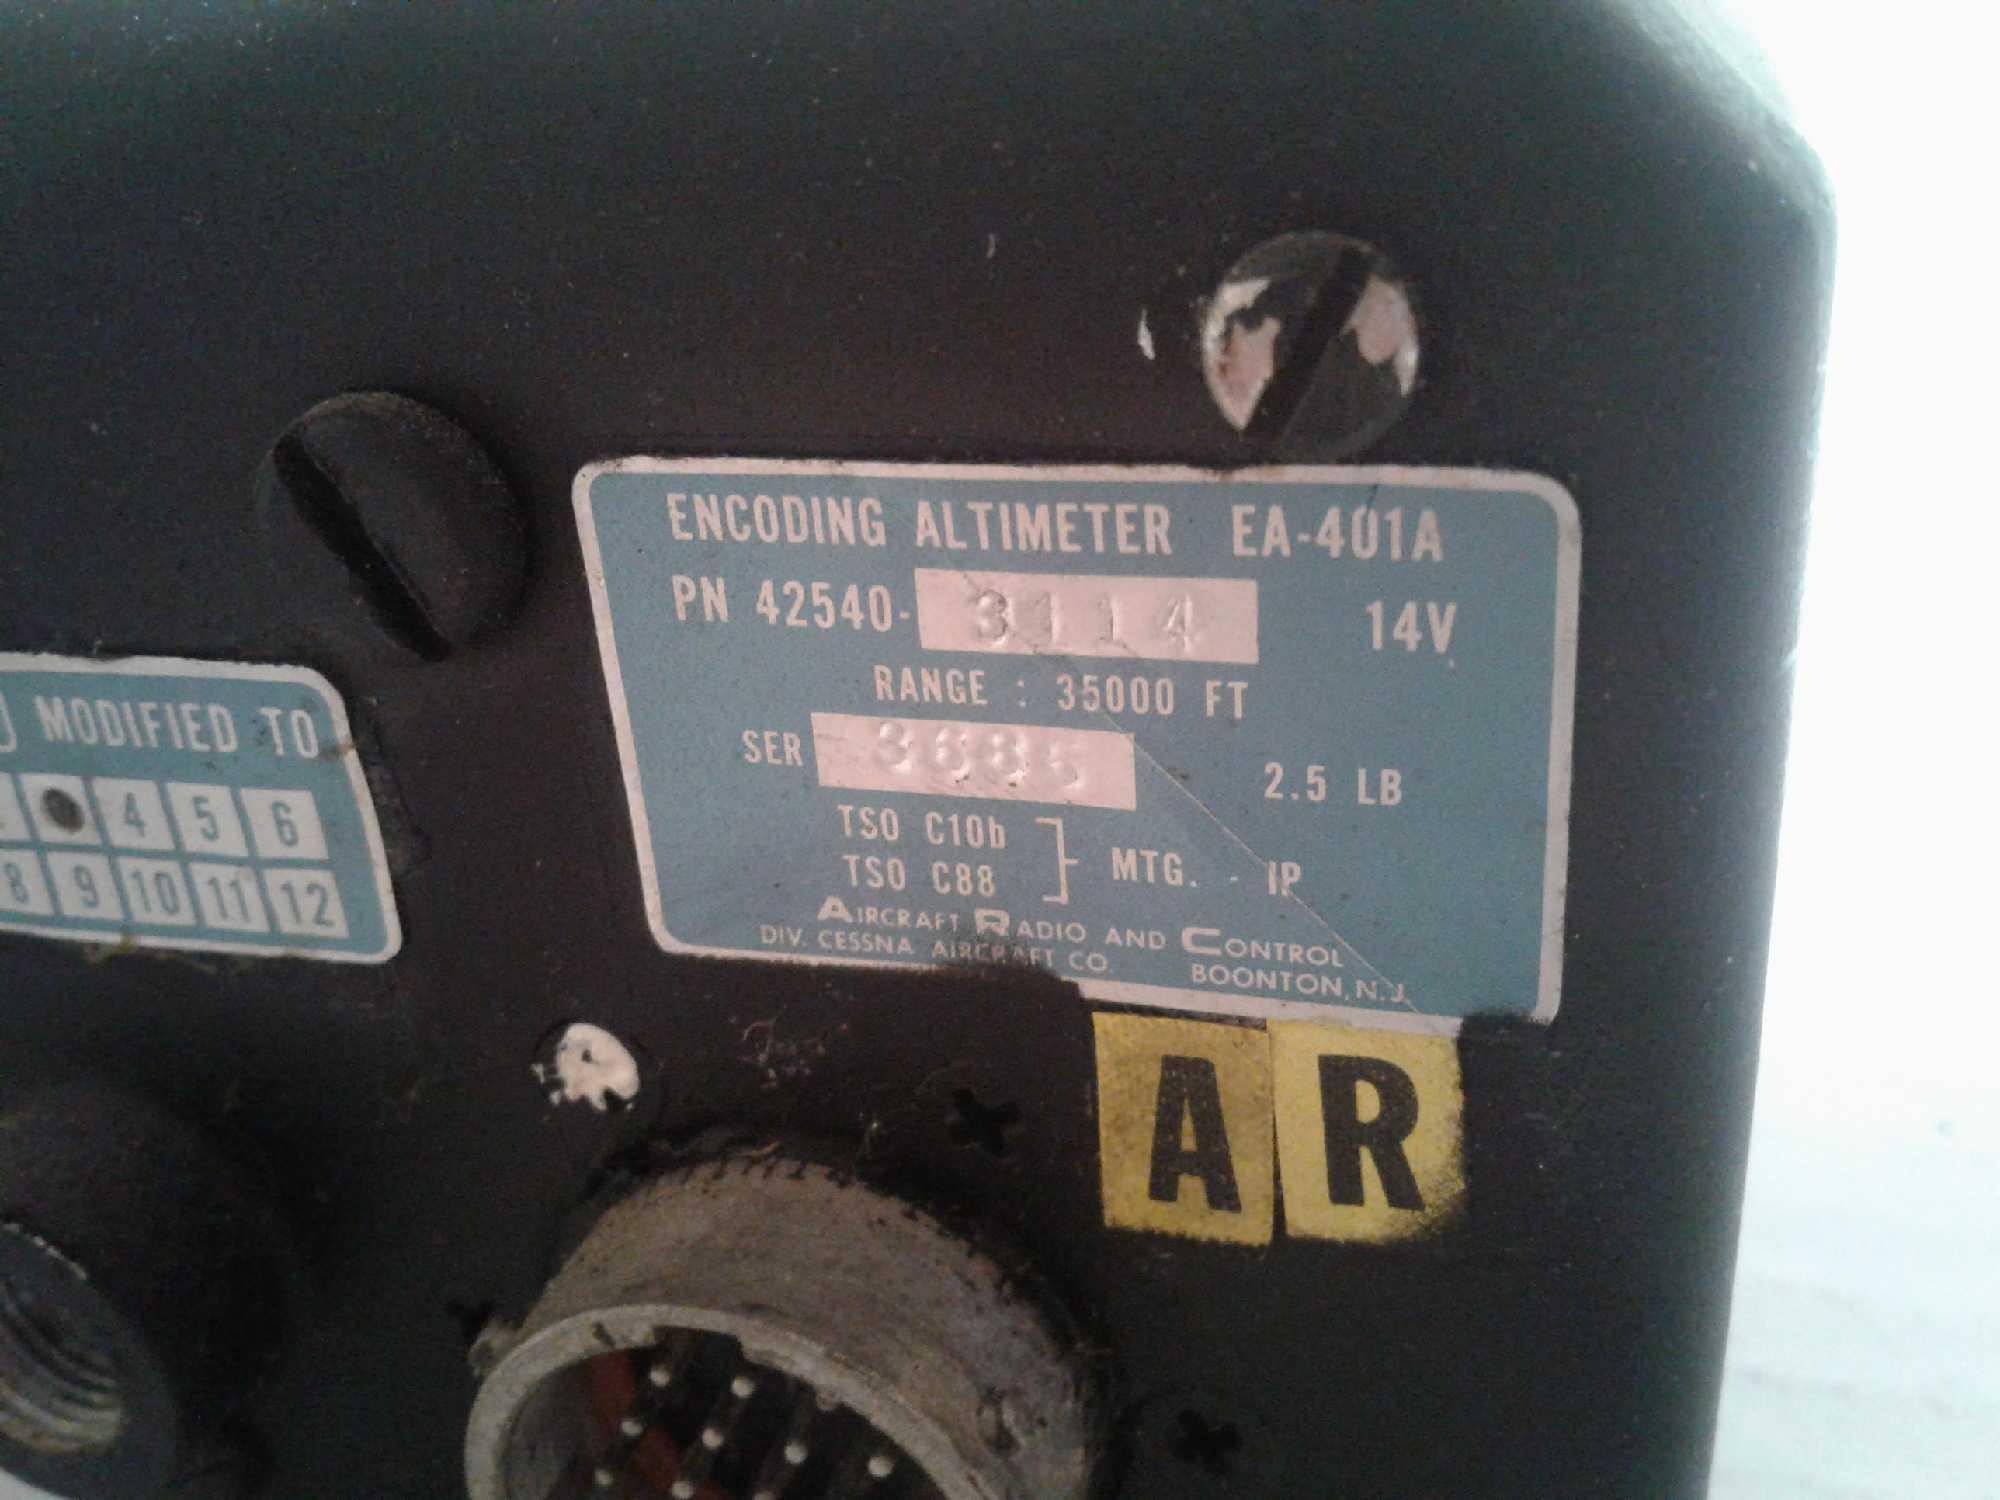 ENCODING ALTIMETER EA-401A
PN 42540-3114 14V
RANGE : 35000 FT
SER 3685 2.5 LB
TSO C10b
TSO C88
MTG. - IP
AIRCRAFT RADIO AND CONTROL
DIV. CESSNA AIRCRAFT CO. BOONTON, N.J.
MODIFIED TO
4 5 6
8 9 10 11 12
A R